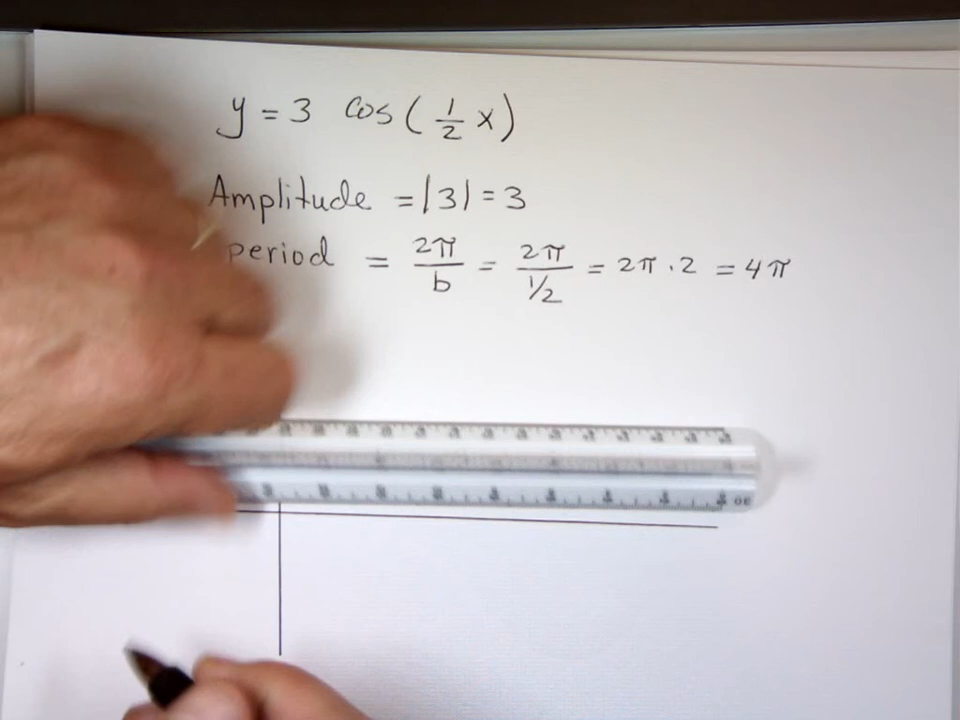 y = 3 cos(1/2 x)
Amplitude = |3| = 3
period = 2π/b = 2π/1/2 = 2π · 2 = 4π